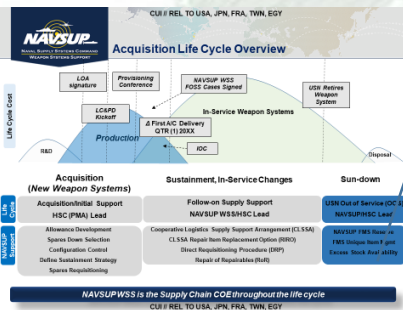 CUI // REL TO USA, JPN, FRA, TWN, EGY
NAVSUP
NAVAL SUPPLY SYSTEMS COMMAND
WEAPON SYSTEMS SUPPORT
Acquisition Life Cycle Overview
Life Cycle Cost
LOA
signature
Provisioning
Conference
NAVSUP WSS
FOSS Cases Signed
USN Retires
Weapon
System
LCAPD
Kickoff
In-Service Weapon Systems
Δ First A/C Delivery
QTR (1) 20XX
Production
IOC
R&D
Disposal
Acquisition
(New Weapon Systems)
Sustainment, In-Service Changes
Sun-down
Life
Cycle
Acquisition/Initial Support
HSC (PMA) Lead
Follow-on Supply Support
NAVSUP WSS/HSC Lead
USN Out of Service
NAVSUP/HSC Lead
NAVSUP
Support
Allowance Development
Spares Down Selection
Configuration Control
Define Sustainment Strategy
Spares Requisitioning
Cooperative Logistics Supply Support Arrangement (CLSSA)
CLSSA Repair Item Replacement Option (RIRO)
Direct Requisitioning Procedure (DRP)
Repair of Repairables (RoR)
NAVSUP FMS
FMS Unique Item
Excess Stock Availability
NAVSUP WSS is the Supply Chain COE throughout the life cycle
CUI // REL TO USA, JPN, FRA, TWN, EGY